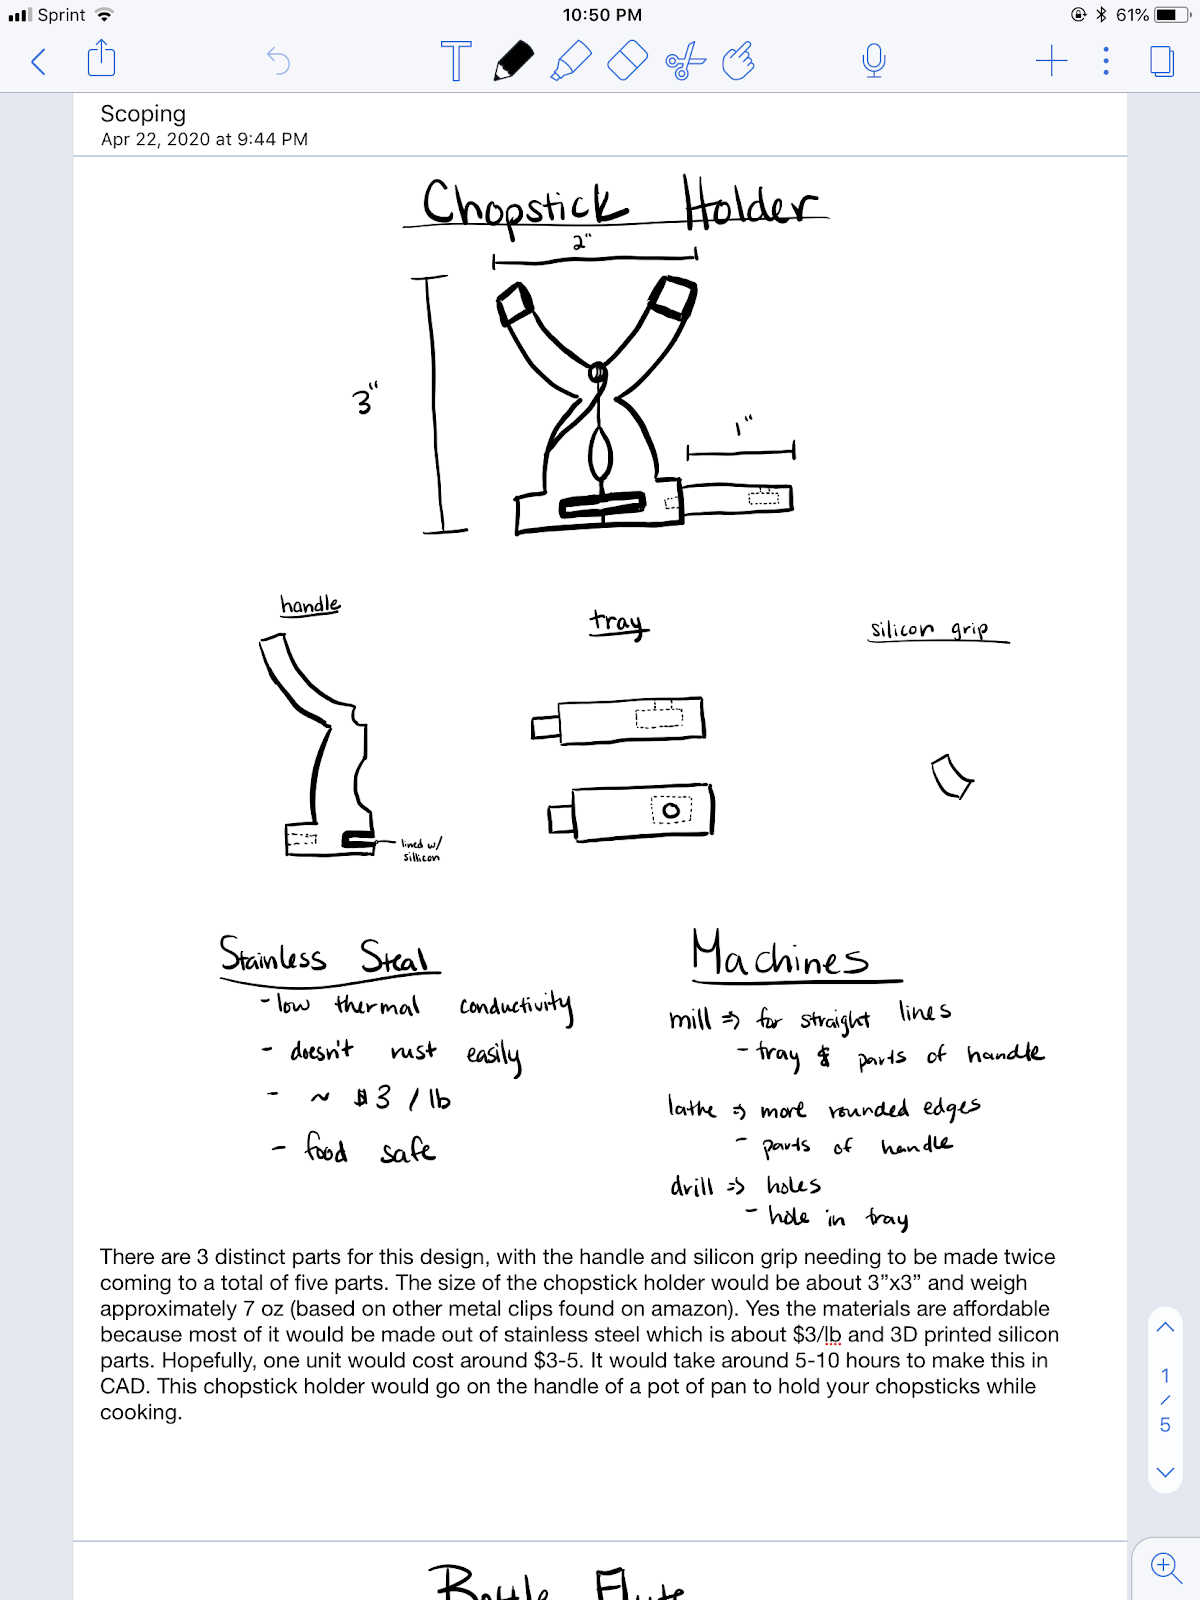 Sprint 10:50 PM 61%
T
Scoping
Apr 22, 2020 at 9:44 PM
Chopstick Holder
2"
3"
1"
handle
tray
silicon grip
lined w/
sillicon
Stainless Steal
- low thermal conductivity
- doesn't rust easily
- ~ $3 / lb
- food safe
Machines
mill => for straight lines
- tray & parts of handle
lathe => more rounded edges
- parts of handle
drill => holes
- hole in tray
There are 3 distinct parts for this design, with the handle and silicon grip needing to be made twice
coming to a total of five parts. The size of the chopstick holder would be about 3”x3” and weigh
approximately 7 oz (based on other metal clips found on amazon). Yes the materials are affordable
because most of it would be made out of stainless steel which is about $3/lb and 3D printed silicon
parts. Hopefully, one unit would cost around $3-5. It would take around 5-10 hours to make this in
CAD. This chopstick holder would go on the handle of a pot of pan to hold your chopsticks while
cooking.
1
/
5
Bottle Flute